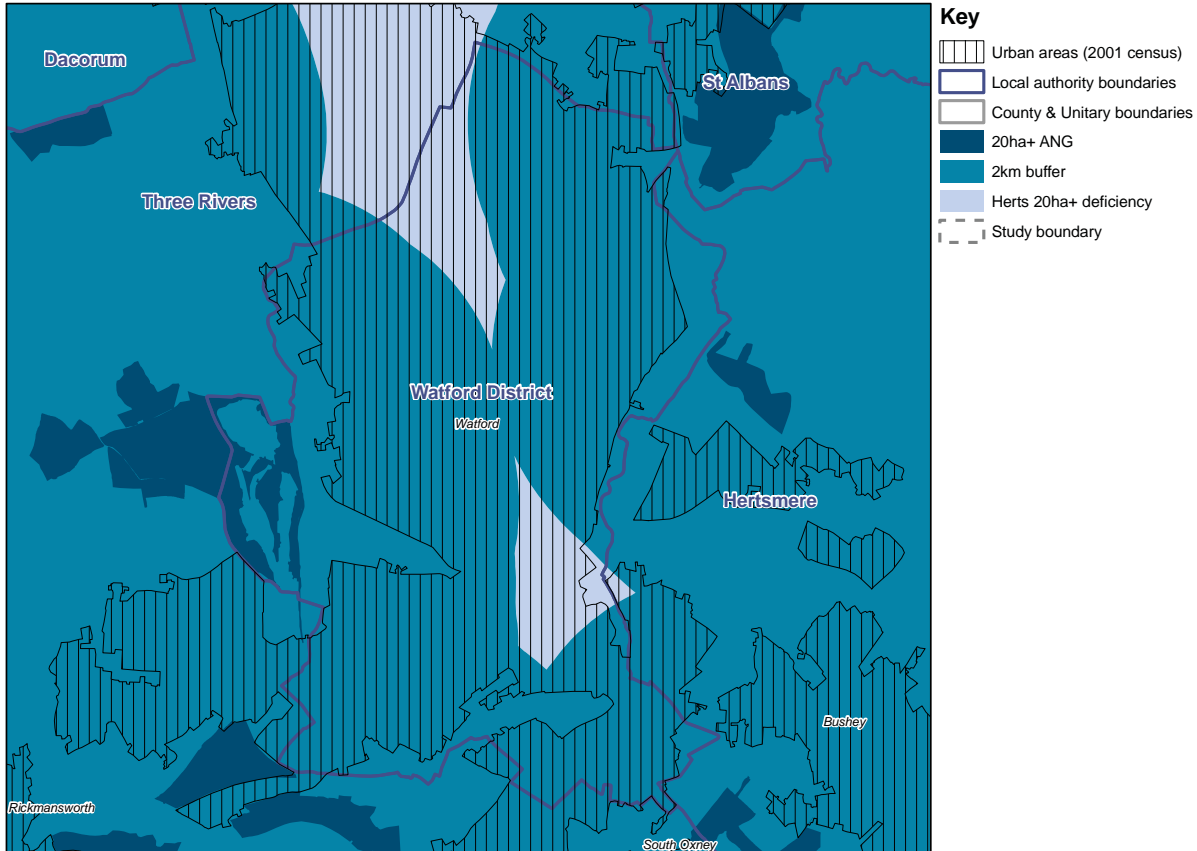 Dacorum
St Albans
Three Rivers
Watford District
Watford
Hertsmere
Bushey
Rickmansworth
South Oxney
Key
Urban areas (2001 census)
Local authority boundaries
County & Unitary boundaries
20ha+ ANG
2km buffer
Herts 20ha+ deficiency
Study boundary